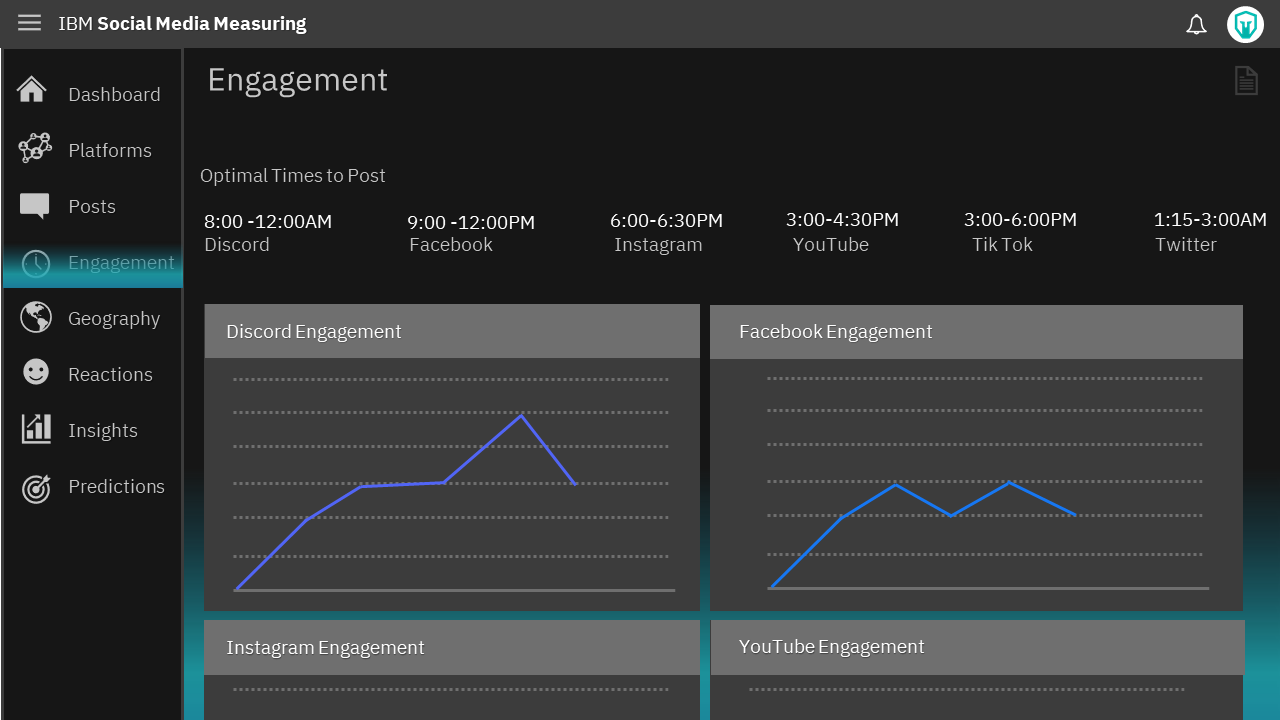 IBM Social Media Measuring
Dashboard
Platforms
Posts
Engagement
Geography
Reactions
Insights
Predictions
Engagement
Optimal Times to Post
8:00 -12:00AM
Discord
9:00 -12:00PM
Facebook
6:00-6:30PM
Instagram
3:00-4:30PM
YouTube
3:00-6:00PM
Tik Tok
1:15-3:00AM
Twitter
Discord Engagement
Facebook Engagement
Instagram Engagement
YouTube Engagement